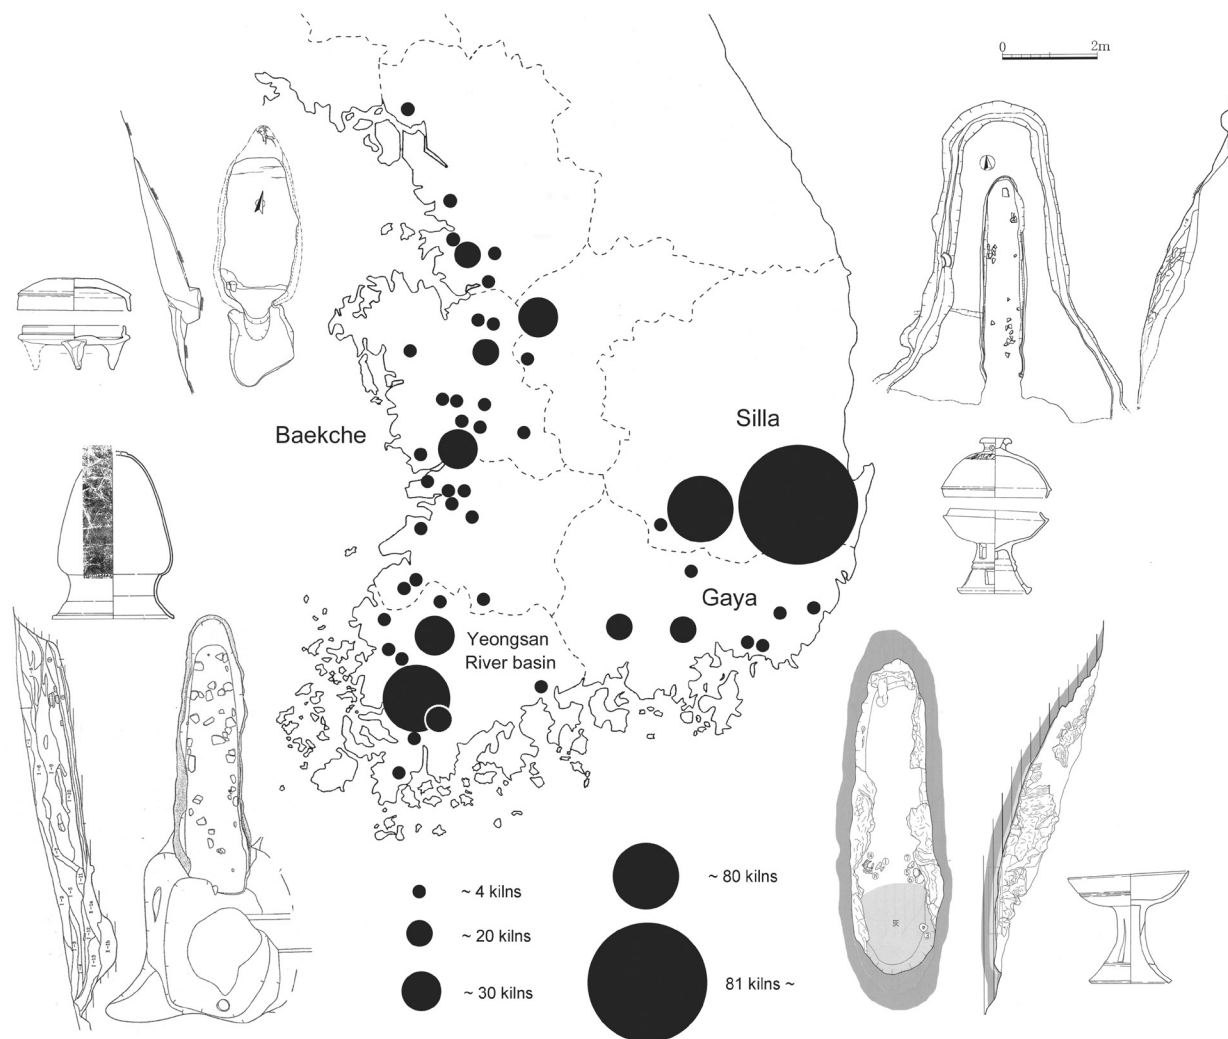 0 2m
Baekche
Silla
Gaya
Yeongsan
River basin
~ 4 kilns
~ 20 kilns
~ 30 kilns
~ 80 kilns
81 kilns ~